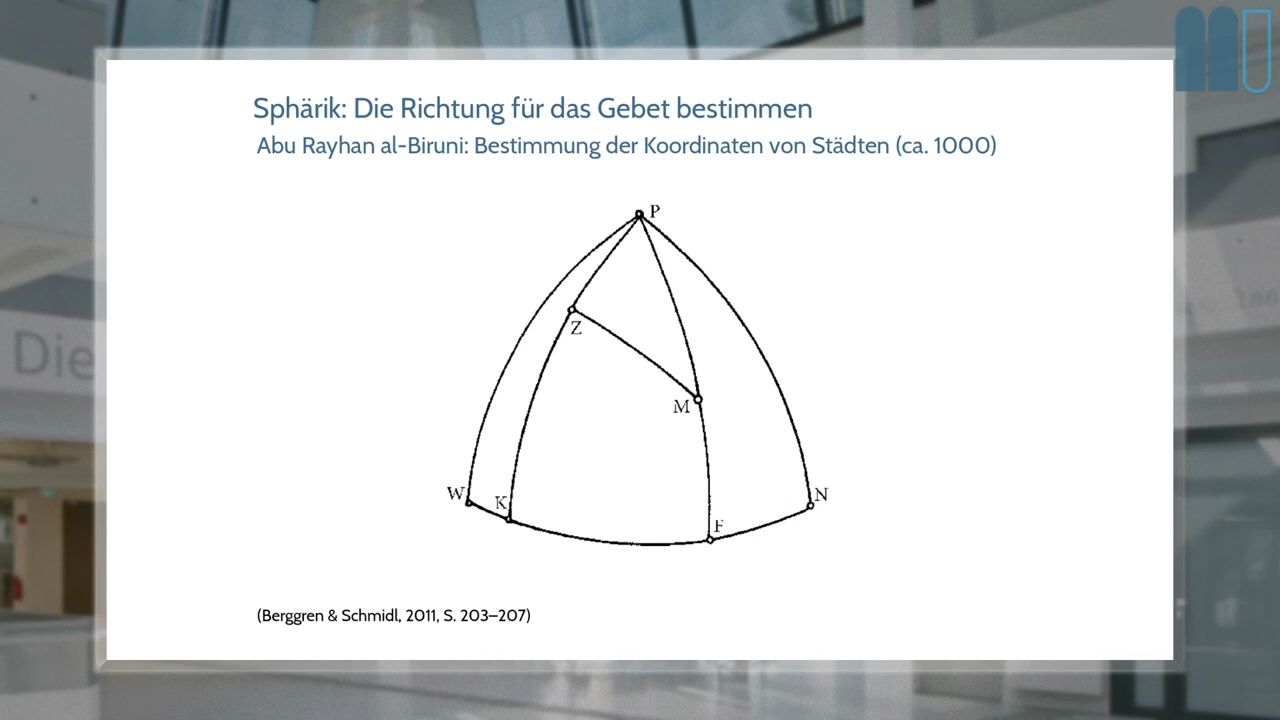 Sphärik: Die Richtung für das Gebet bestimmen
Abu Rayhan al-Biruni: Bestimmung der Koordinaten von Städten (ca. 1000)
P
Z
Die
M
W
K
N
F
(Berggren & Schmidl, 2011, S. 203–207)